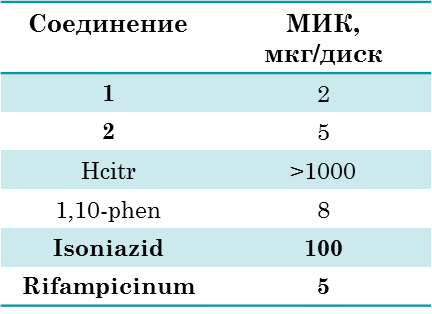 Соединение МИК,
мкг/диск
1 2
2 5
Hcitr >1000
1,10-phen 8
Isoniazid 100
Rifampicinum 5